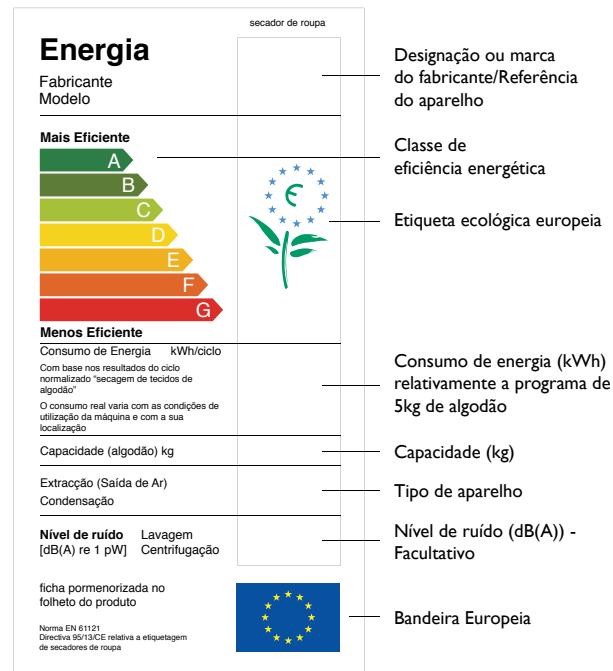 secador de roupa
Energia
Fabricante
Modelo
Designação ou marca
do fabricante/Referência
do aparelho
Mais Eficiente
A
B
C
D
E
F
G
Classe de
eficiência energética
Etiqueta ecológica europeia
Menos Eficiente
Consumo de Energia kWh/ciclo
Com base nos resultados do ciclo
normalizado “secagem de tecidos de
algodão”
O consumo real varia com as condições de
utilização da máquina e com a sua
localização
Consumo de energia (kWh)
relativamente a programa de
5kg de algodão
Capacidade (algodão) kg
Capacidade (kg)
Extracção (Saída de Ar)
Condensação
Tipo de aparelho
Nível de ruído Lavagem
[dB(A) re 1 pW] Centrifugação
Nível de ruído (dB(A)) -
Facultativo
ficha pormenorizada no
folheto do produto
Norma EN 61121
Directiva 95/13/CE relativa a etiquetagem
de secadores de roupa
Bandeira Europeia